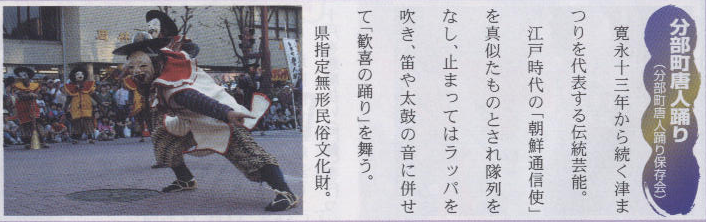 分部町唐人踊り
（分部町唐人踊り保存会）
寛永十三年から続く津ま
つりを代表する伝統芸能。
江戸時代の「朝鮮通信使」
を真似たものとされ隊列を
なし、止まってはラッパを
吹き、笛や太鼓の音に併せ
て「歓喜の踊り」を舞う。
県指定無形民俗文化財。